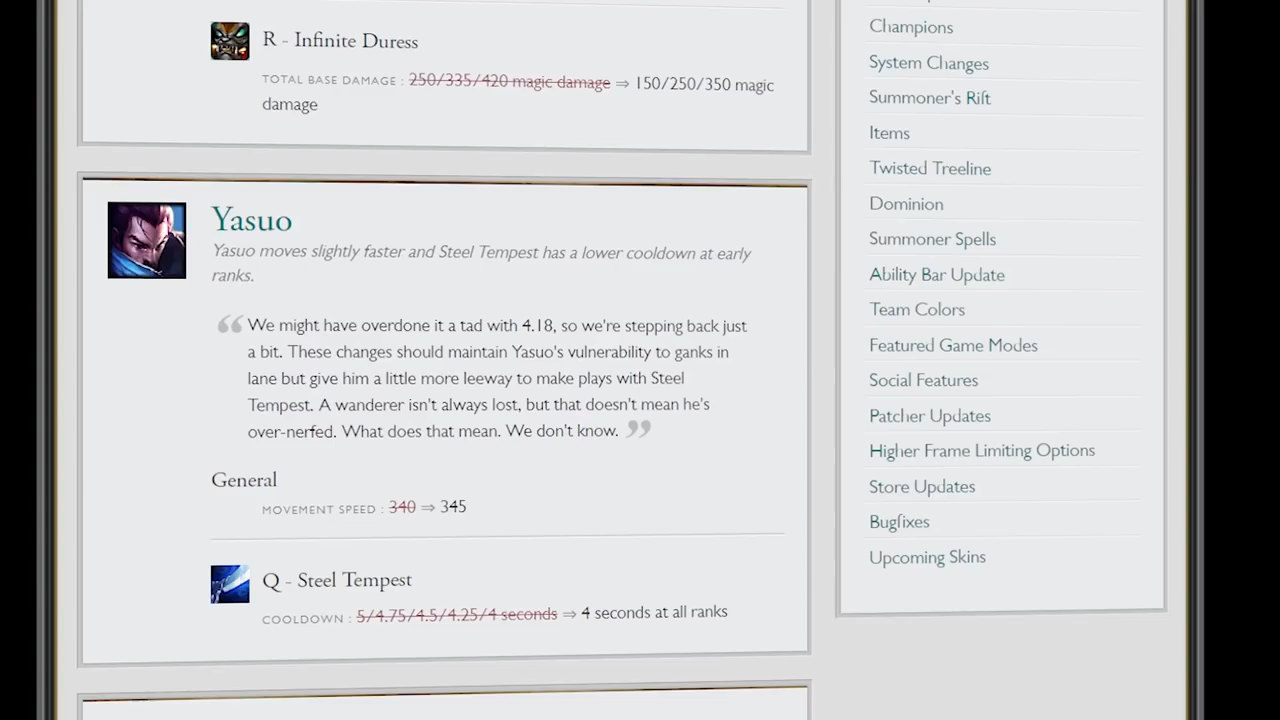 R - Infinite Duress
TOTAL BASE DAMAGE : 250/335/420 magic damage ⇒ 150/250/350 magic
damage
Yasuo
Yasuo moves slightly faster and Steel Tempest has a lower cooldown at early
ranks.
“ We might have overdone it a tad with 4.18, so we're stepping back just
a bit. These changes should maintain Yasuo's vulnerability to ganks in
lane but give him a little more leeway to make plays with Steel
Tempest. A wanderer isn't always lost, but that doesn't mean he's
over-nerfed. What does that mean. We don't know. ”
General
MOVEMENT SPEED : 340 ⇒ 345
Q - Steel Tempest
COOLDOWN : 5/4.75/4.5/4.25/4 seconds ⇒ 4 seconds at all ranks
Champions
System Changes
Summoner's Rift
Items
Twisted Treeline
Dominion
Summoner Spells
Ability Bar Update
Team Colors
Featured Game Modes
Social Features
Patcher Updates
Higher Frame Limiting Options
Store Updates
Bugfixes
Upcoming Skins